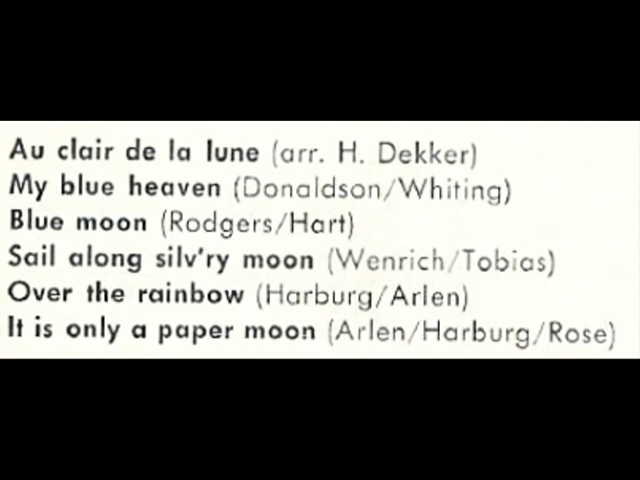 Au clair de la lune (arr. H. Dekker)
My blue heaven (Donaldson/Whiting)
Blue moon (Rodgers/Hart)
Sail along silv'ry moon (Wenrich/Tobias)
Over the rainbow (Harburg/Arlen)
It is only a paper moon (Arlen/Harburg/Rose)